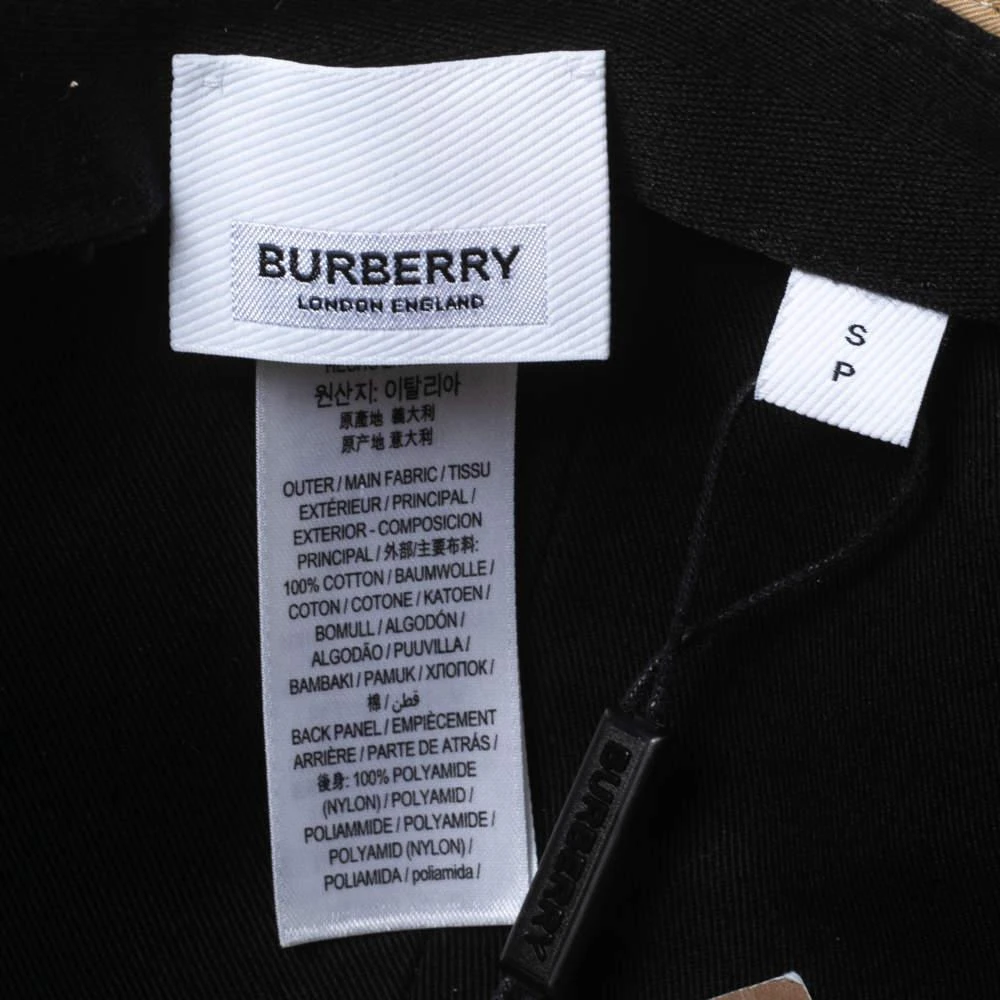 BURBERRY
LONDON ENGLAND
S
P
원산지: 이탈리아
原產地 義大利
原产地 意大利
OUTER / MAIN FABRIC / TISSU
EXTÉRIEUR / PRINCIPAL /
EXTERIOR - COMPOSICION
PRINCIPAL / 外部/主要布料:
100% COTTON / BAUMWOLLE /
COTON / COTONE / KATOEN /
BOMULL / ALGODÓN /
ALGODÃO / PUUVILLA /
BAMBAKI / PAMUK / ХЛОПОК /
棉 / قطن
BACK PANEL / EMPIÈCEMENT
ARRIÈRE / PARTE DE ATRÁS /
後身: 100% POLYAMIDE
(NYLON) / POLYAMID /
POLIAMMIDE / POLYAMIDE /
POLYAMID (NYLON) /
POLIAMIDA / poliamida /
BURBERRY